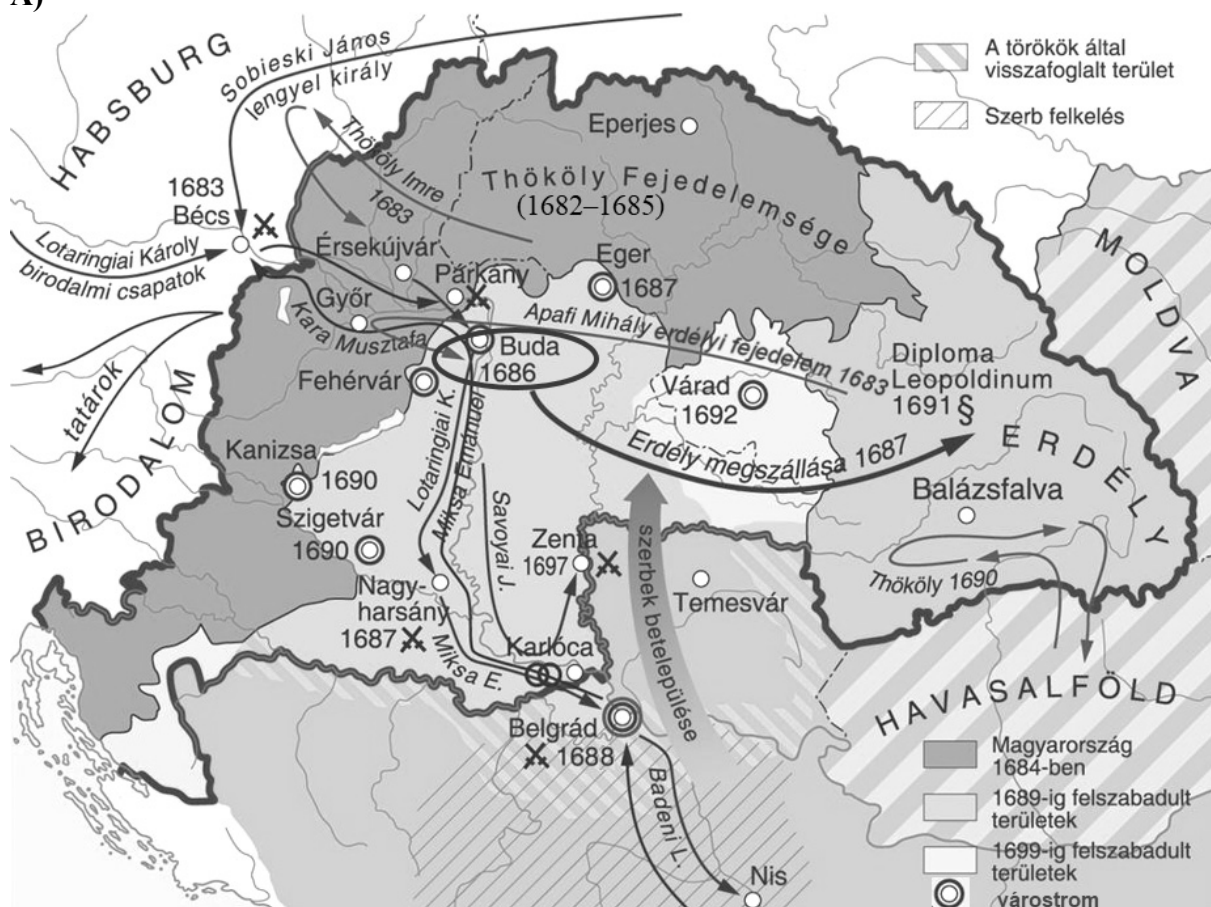 A)
HABSBURG
Sobieski János
lengyel király
A törökök által
visszafoglalt terület
Szerb felkelés
Eperjes
Thököly Imre
1683
Thököly Fejedelemsége
(1682–1685)
MOLDVA
1683
Bécs
Lotaringiai Károly
birodalmi csapatok
Érsekújvár
Párkány
Eger
1687
Győr
Kara Musztafa
Apafi Mihály erdélyi fejedelem 1683
Buda
1686
Fehérvár
Várad
1692
Diploma
Leopoldinum
1691 §
tatárok
BIRODALOM
Kanizsa
1690
Lotaringiai K.
Miksa Emánuel
Erdély megszállása 1687
ERDÉLY
Balázsfalva
Szigetvár
1690
Savoyai J.
Zenta
1697
szerbek betelepülése
Temesvár
Thököly 1690
Nagy-
harsány
1687
Miksa E.
Karlóca
HAVASALFÖLD
Belgrád
1688
Badeni L.
Nis
Magyarország
1684-ben
1689-ig felszabadult
területek
1699-ig felszabadult
területek
várostrom